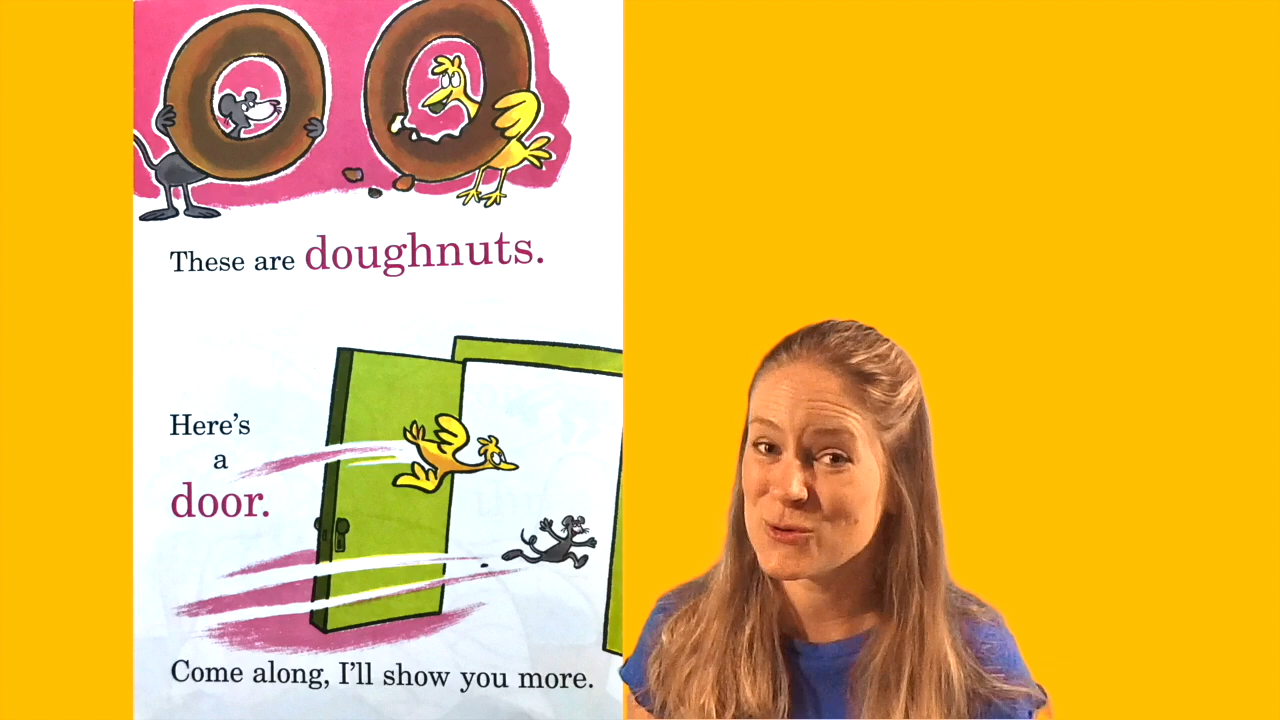 These are doughnuts.
Here's
a
door.
Come along, I'll show you more.